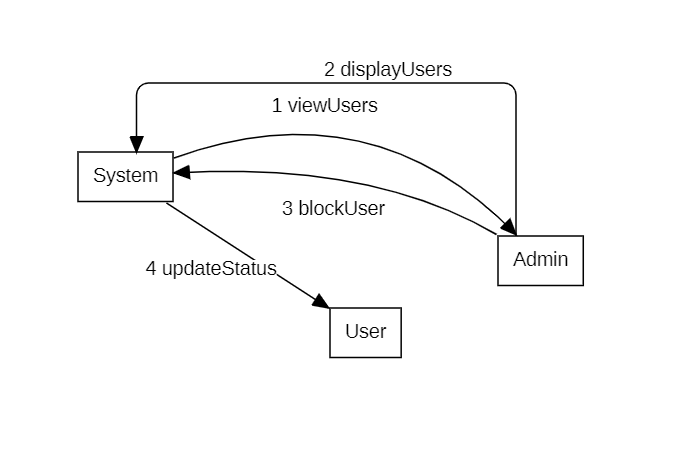 2 displayUsers
1 viewUsers
System
3 blockUser
Admin
4 updateStatus
User